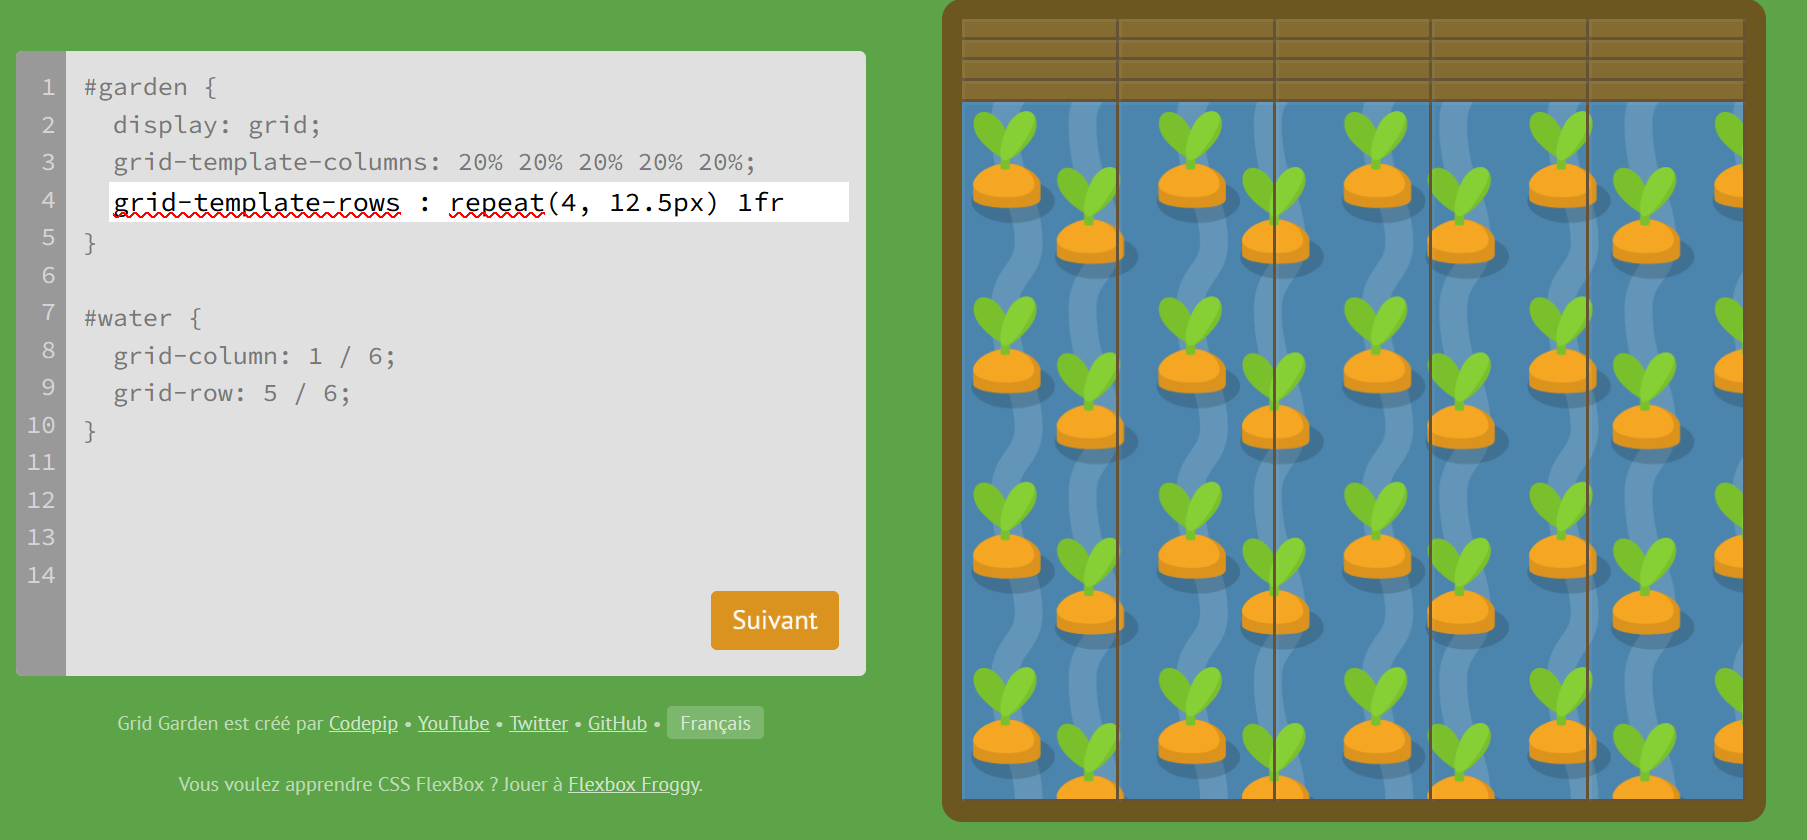 1 #garden {
2 display: grid;
3 grid-template-columns: 20% 20% 20% 20% 20%;
4 grid-template-rows : repeat(4, 12.5px) 1fr
5 }
6
7 #water {
8 grid-column: 1 / 6;
9 grid-row: 5 / 6;
10 }
11
12
13
14
Suivant
Grid Garden est créé par Codepip • YouTube • Twitter • GitHub • Français
Vous voulez apprendre CSS FlexBox ? Jouer à Flexbox Froggy.